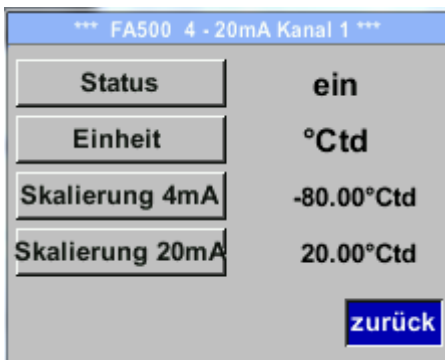 *** FA500 4 - 20mA Kanal 1 ***
Status ein
Einheit °Ctd
Skalierung 4mA -80.00°Ctd
Skalierung 20mA 20.00°Ctd
zurück